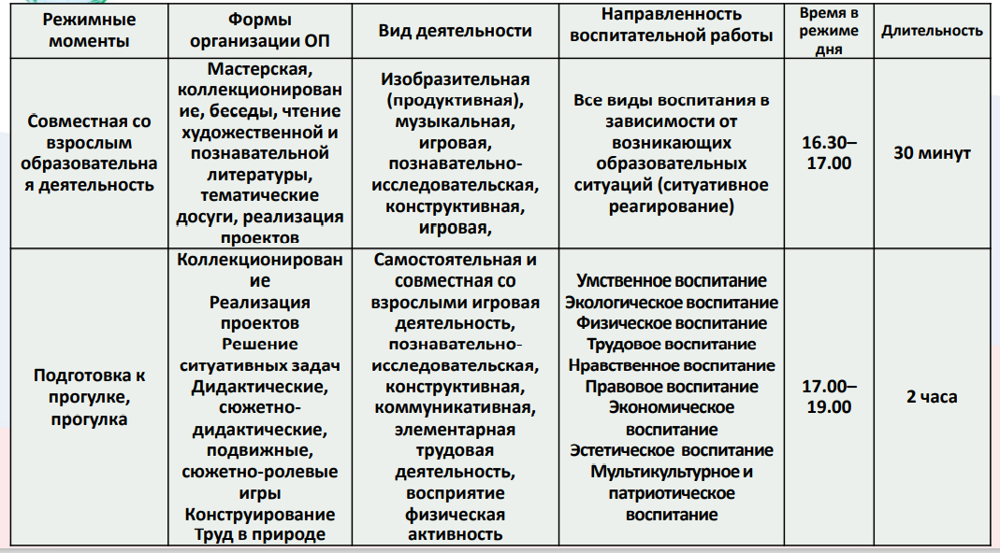 Режимные
моменты
Формы
организации ОП
Вид деятельности
Направленность
воспитательной работы
Время в
режиме
дня
Длительность
Совместная со
взрослым
образовательна
я деятельность
Мастерская,
коллекционирован
ие, беседы, чтение
художественной и
познавательной
литературы,
тематические
досуги, реализация
проектов
Изобразительная
(продуктивная),
музыкальная,
игровая,
познавательно-
исследовательская,
конструктивная,
игровая,
Все виды воспитания в
зависимости от
возникающих
образовательных
ситуаций (ситуативное
реагирование)
16.30–
17.00
30 минут
Подготовка к
прогулке,
прогулка
Коллекционирован
ие
Реализация
проектов
Решение
ситуативных задач
Дидактические,
сюжетно-
дидактические,
подвижные,
сюжетно-ролевые
игры
Конструирование
Труд в природе
Самостоятельная и
совместная со
взрослыми игровая
деятельность,
познавательно-
исследовательская,
конструктивная,
коммуникативная,
элементарная
трудовая
деятельность,
восприятие
физическая
активность
Умственное воспитание
Экологическое воспитание
Физическое воспитание
Трудовое воспитание
Нравственное воспитание
Правовое воспитание
Экономическое
воспитание
Эстетическое воспитание
Мультикультурное и
патриотическое
воспитание
17.00–
19.00
2 часа